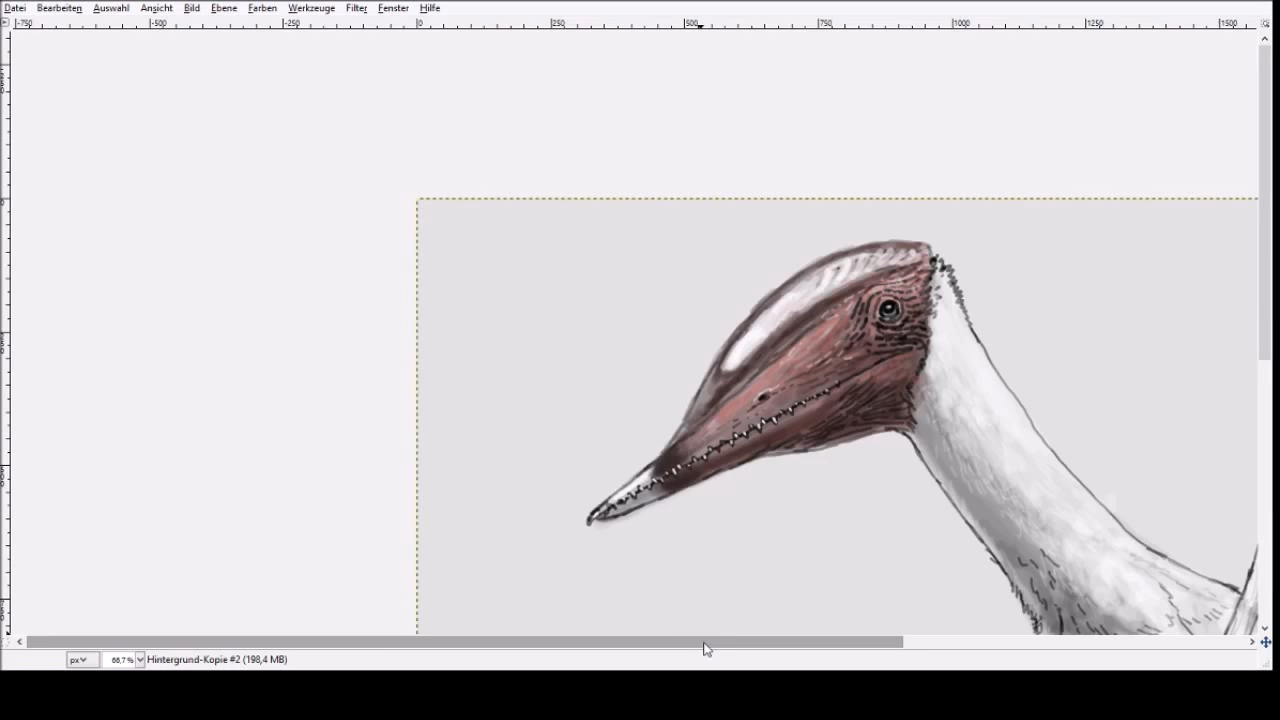 Datei Bearbeiten Auswahl Ansicht Bild Ebene Farben Werkzeuge Filter Fenster Hilfe
-750 -500 -250 0 250 500 750 1000 1250 1500
px 66,7 % Hintergrund-Kopie #2 (198,4 MB)